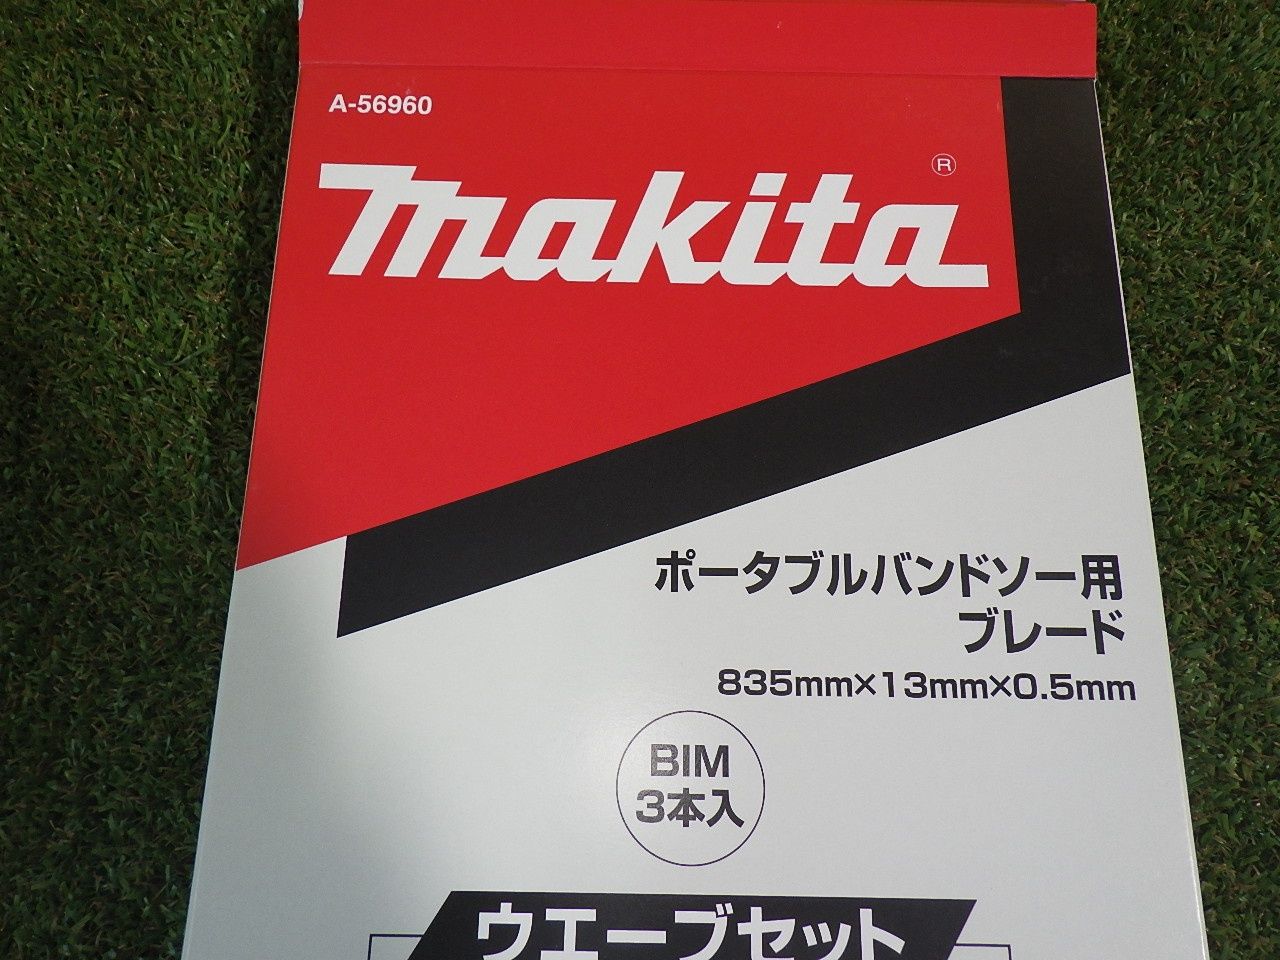 A-56960
makita®
ポータブルバンドソー用
ブレード
835mm×13mm×0.5mm
BIM
3本入
ウエーブセット